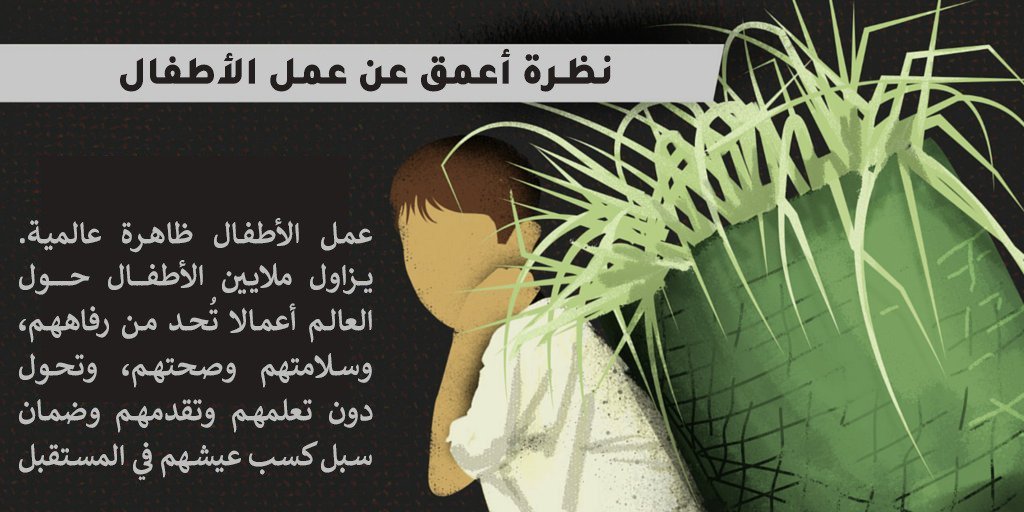 نظرة أعمق عن عمل الأطفال
عمل الأطفال ظاهرة عالمية.
يزاول ملايين الأطفال حول
العالم أعمالا تُحد من رفاههم،
وسلامتهم وصحتهم، وتحول
دون تعلمهم وتقدمهم وضمان
سبل كسب عيشهم في المستقبل